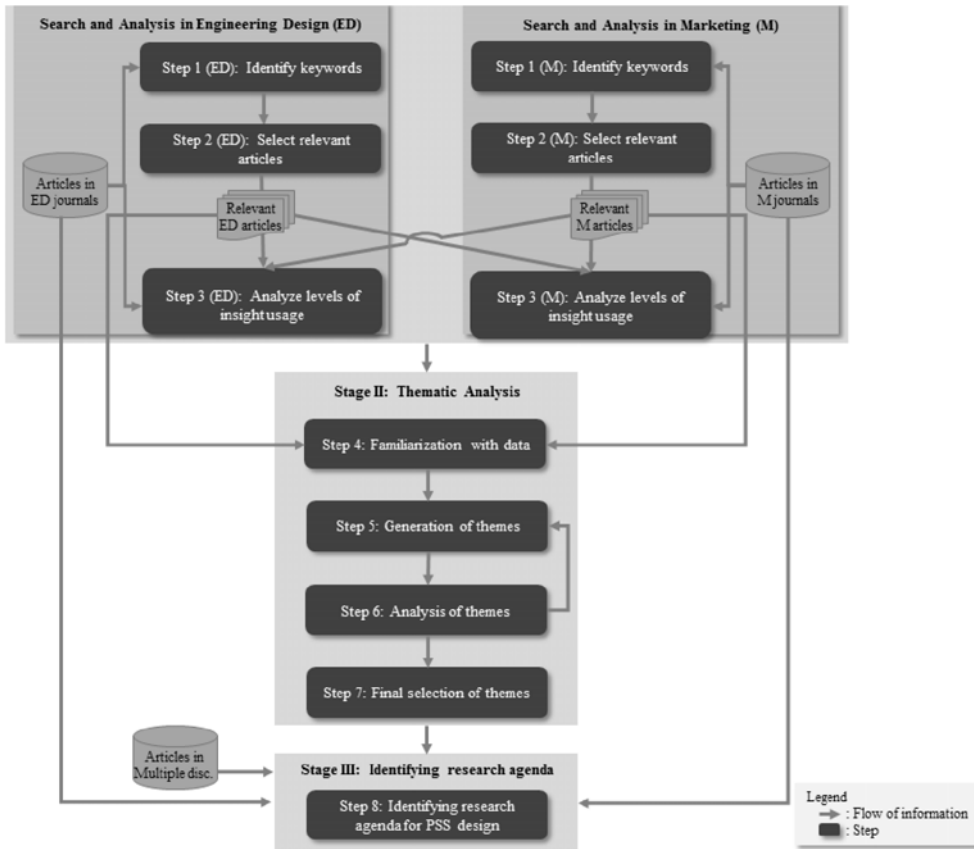 Search and Analysis in Engineering Design (ED)
Step 1 (ED): Identify keywords
Step 2 (ED): Select relevant
articles
Articles in
ED journals
Relevant
ED articles
Step 3 (ED): Analyze levels of
insight usage
Search and Analysis in Marketing (M)
Step 1 (M): Identify keywords
Step 2 (M): Select relevant
articles
Relevant
M articles
Articles in
M journals
Step 3 (M): Analyze levels of
insight usage
Stage II: Thematic Analysis
Step 4: Familiarization with data
Step 5: Generation of themes
Step 6: Analysis of themes
Step 7: Final selection of themes
Articles in
Multiple disc.
Stage III: Identifying research agenda
Step 8: Identifying research
agenda for PSS design
Legend
: Flow of information
: Step